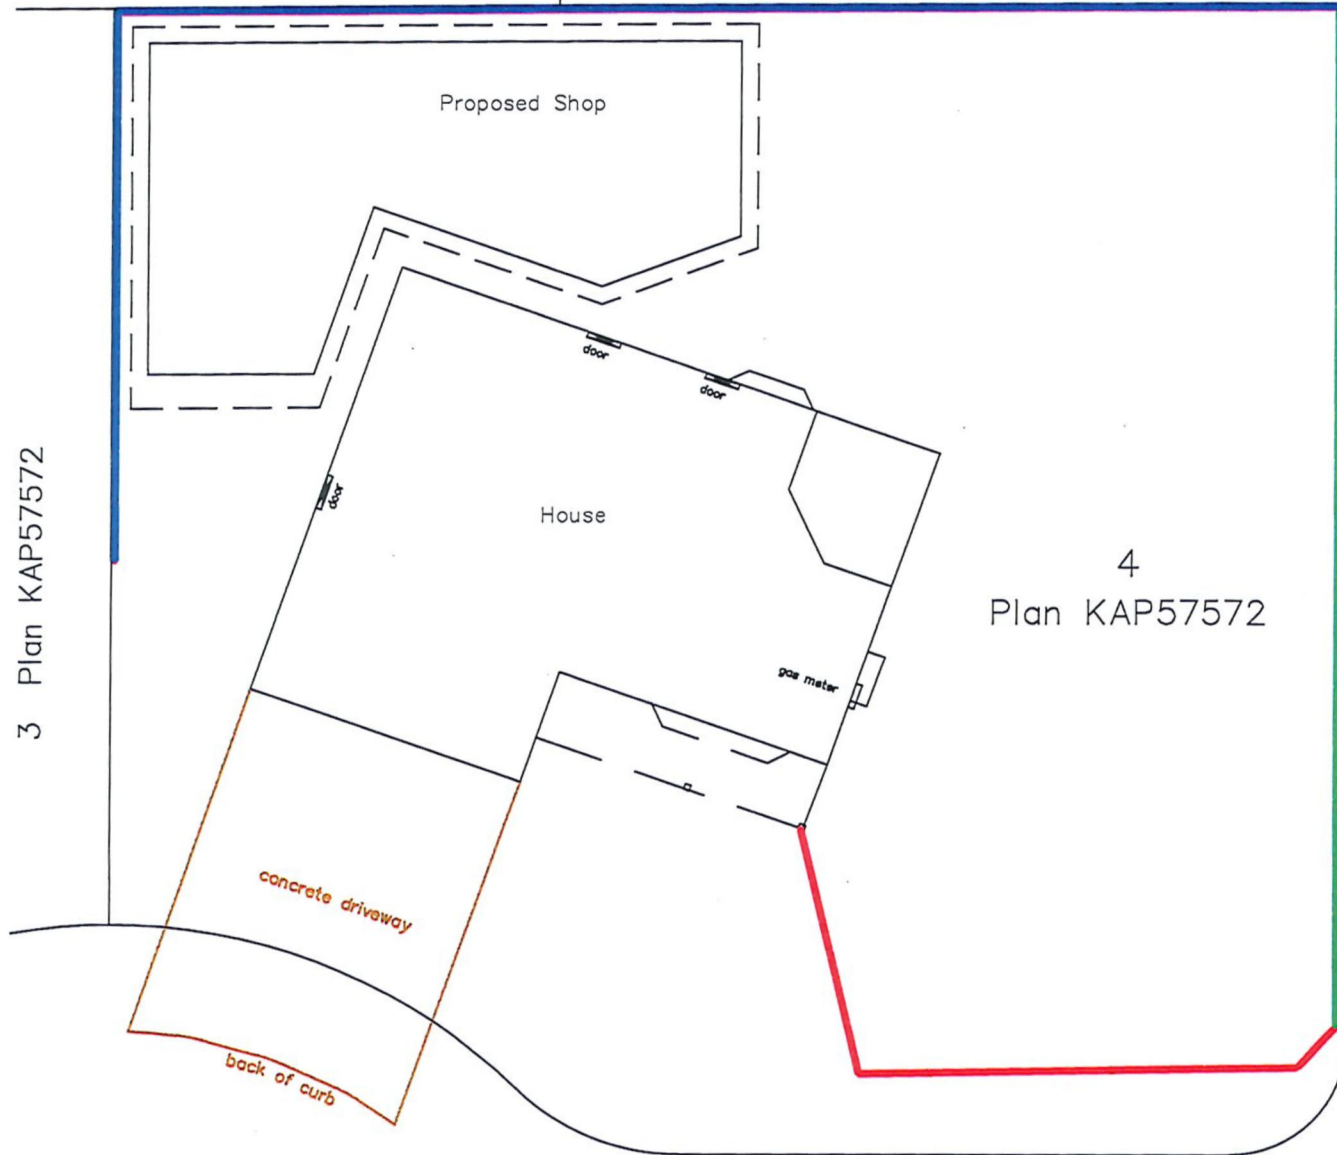 Proposed Shop
door
door
door
House
3 Plan KAP57572
4
Plan KAP57572
gas meter
concrete driveway
back of curb